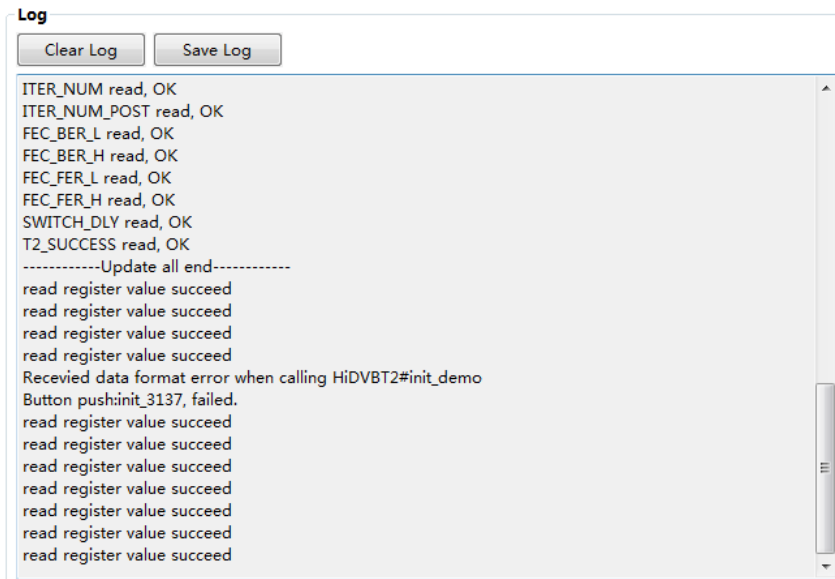 Log
Clear Log Save Log
ITER_NUM read, OK
ITER_NUM_POST read, OK
FEC_BER_L read, OK
FEC_BER_H read, OK
FEC_FER_L read, OK
FEC_FER_H read, OK
SWITCH_DLY read, OK
T2_SUCCESS read, OK
------------Update all end------------
read register value succeed
read register value succeed
read register value succeed
read register value succeed
Recevied data format error when calling HiDVBT2#init_demo
Button push:init_3137, failed.
read register value succeed
read register value succeed
read register value succeed
read register value succeed
read register value succeed
read register value succeed
read register value succeed